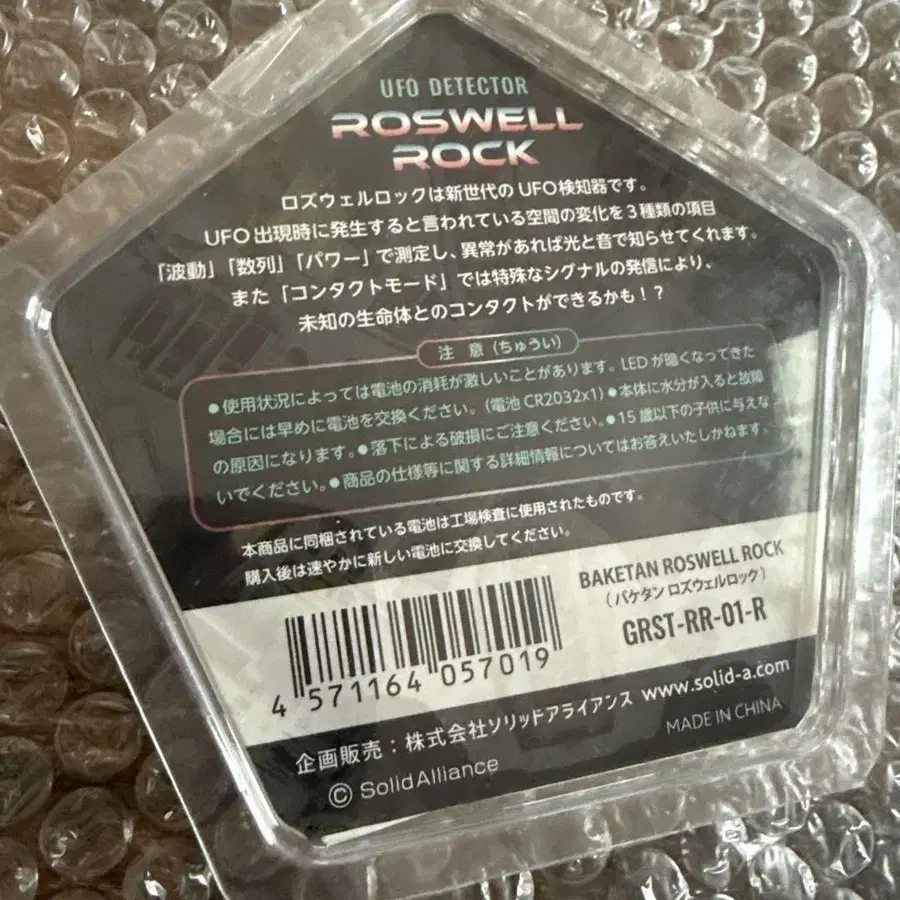 UFO DETECTOR
ROSWELL
ROCK
ロズウェルロックは新世代のUFO検知器です。
UFO出現時に発生すると言われている空間の変化を3種類の項目
「波動」「数列」「パワー」で測定し、異常があれば光と音で知らせてくれます。
また「コンタクトモード」では特殊なシグナルの発信により、
未知の生命体とのコンタクトができるかも!?
注 意(ちゅうい)
●使用状況によっては電池の消耗が激しいことがあります。LEDが暗くなってきた
場合には早めに電池を交換ください。(電池CR2032x1)●本体に水分が入ると故障
の原因になります。●落下による破損にご注意ください。●15歳以下の子供に与えな
いでください。●商品の仕様等に関する詳細情報についてはお答えいたしかねます。
本商品に同梱されている電池は工場検査に使用されたものです。
購入後は速やかに新しい電池に交換してください。
BAKETAN ROSWELL ROCK
(バケタン ロズウェルロック)
GRST-RR-01-R
4 571164 057019
企画販売:株式会社ソリッドアライアンス www.solid-a.com
MADE IN CHINA
© SolidAlliance